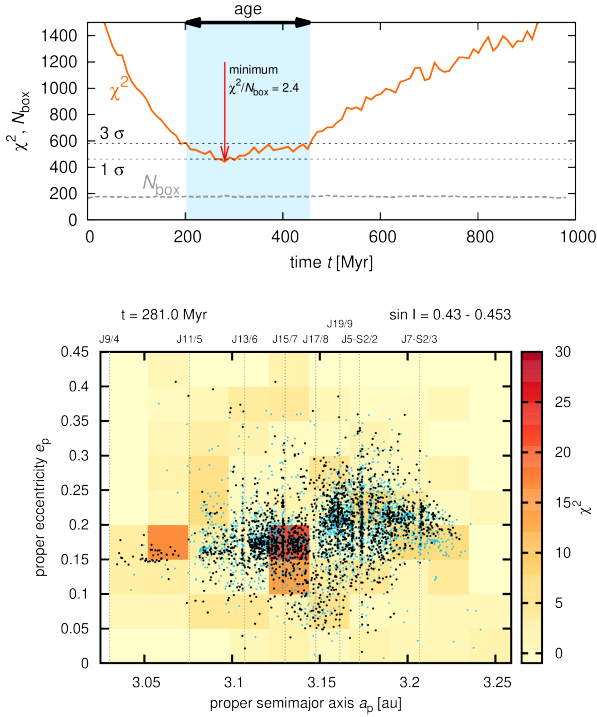 age
1400
1200
1000
800
600
400
200
0
χ², N_box
χ²
3 σ
1 σ
N_box
minimum
χ²/N_box = 2.4
0 200 400 600 800 1000
time t [Myr]
t = 281.0 Myr
sin I = 0.43 - 0.453
J19/9
J9/4 J11/5 J13/6 J15/7 J17/8 J5-S2/2 J7-S2/3
0.45
0.4
0.35
0.3
0.25
0.2
0.15
0.1
0.05
0
proper eccentricity e_p
3.05 3.1 3.15 3.2 3.25
proper semimajor axis a_p [au]
30
25
20
15
10
5
0
χ²